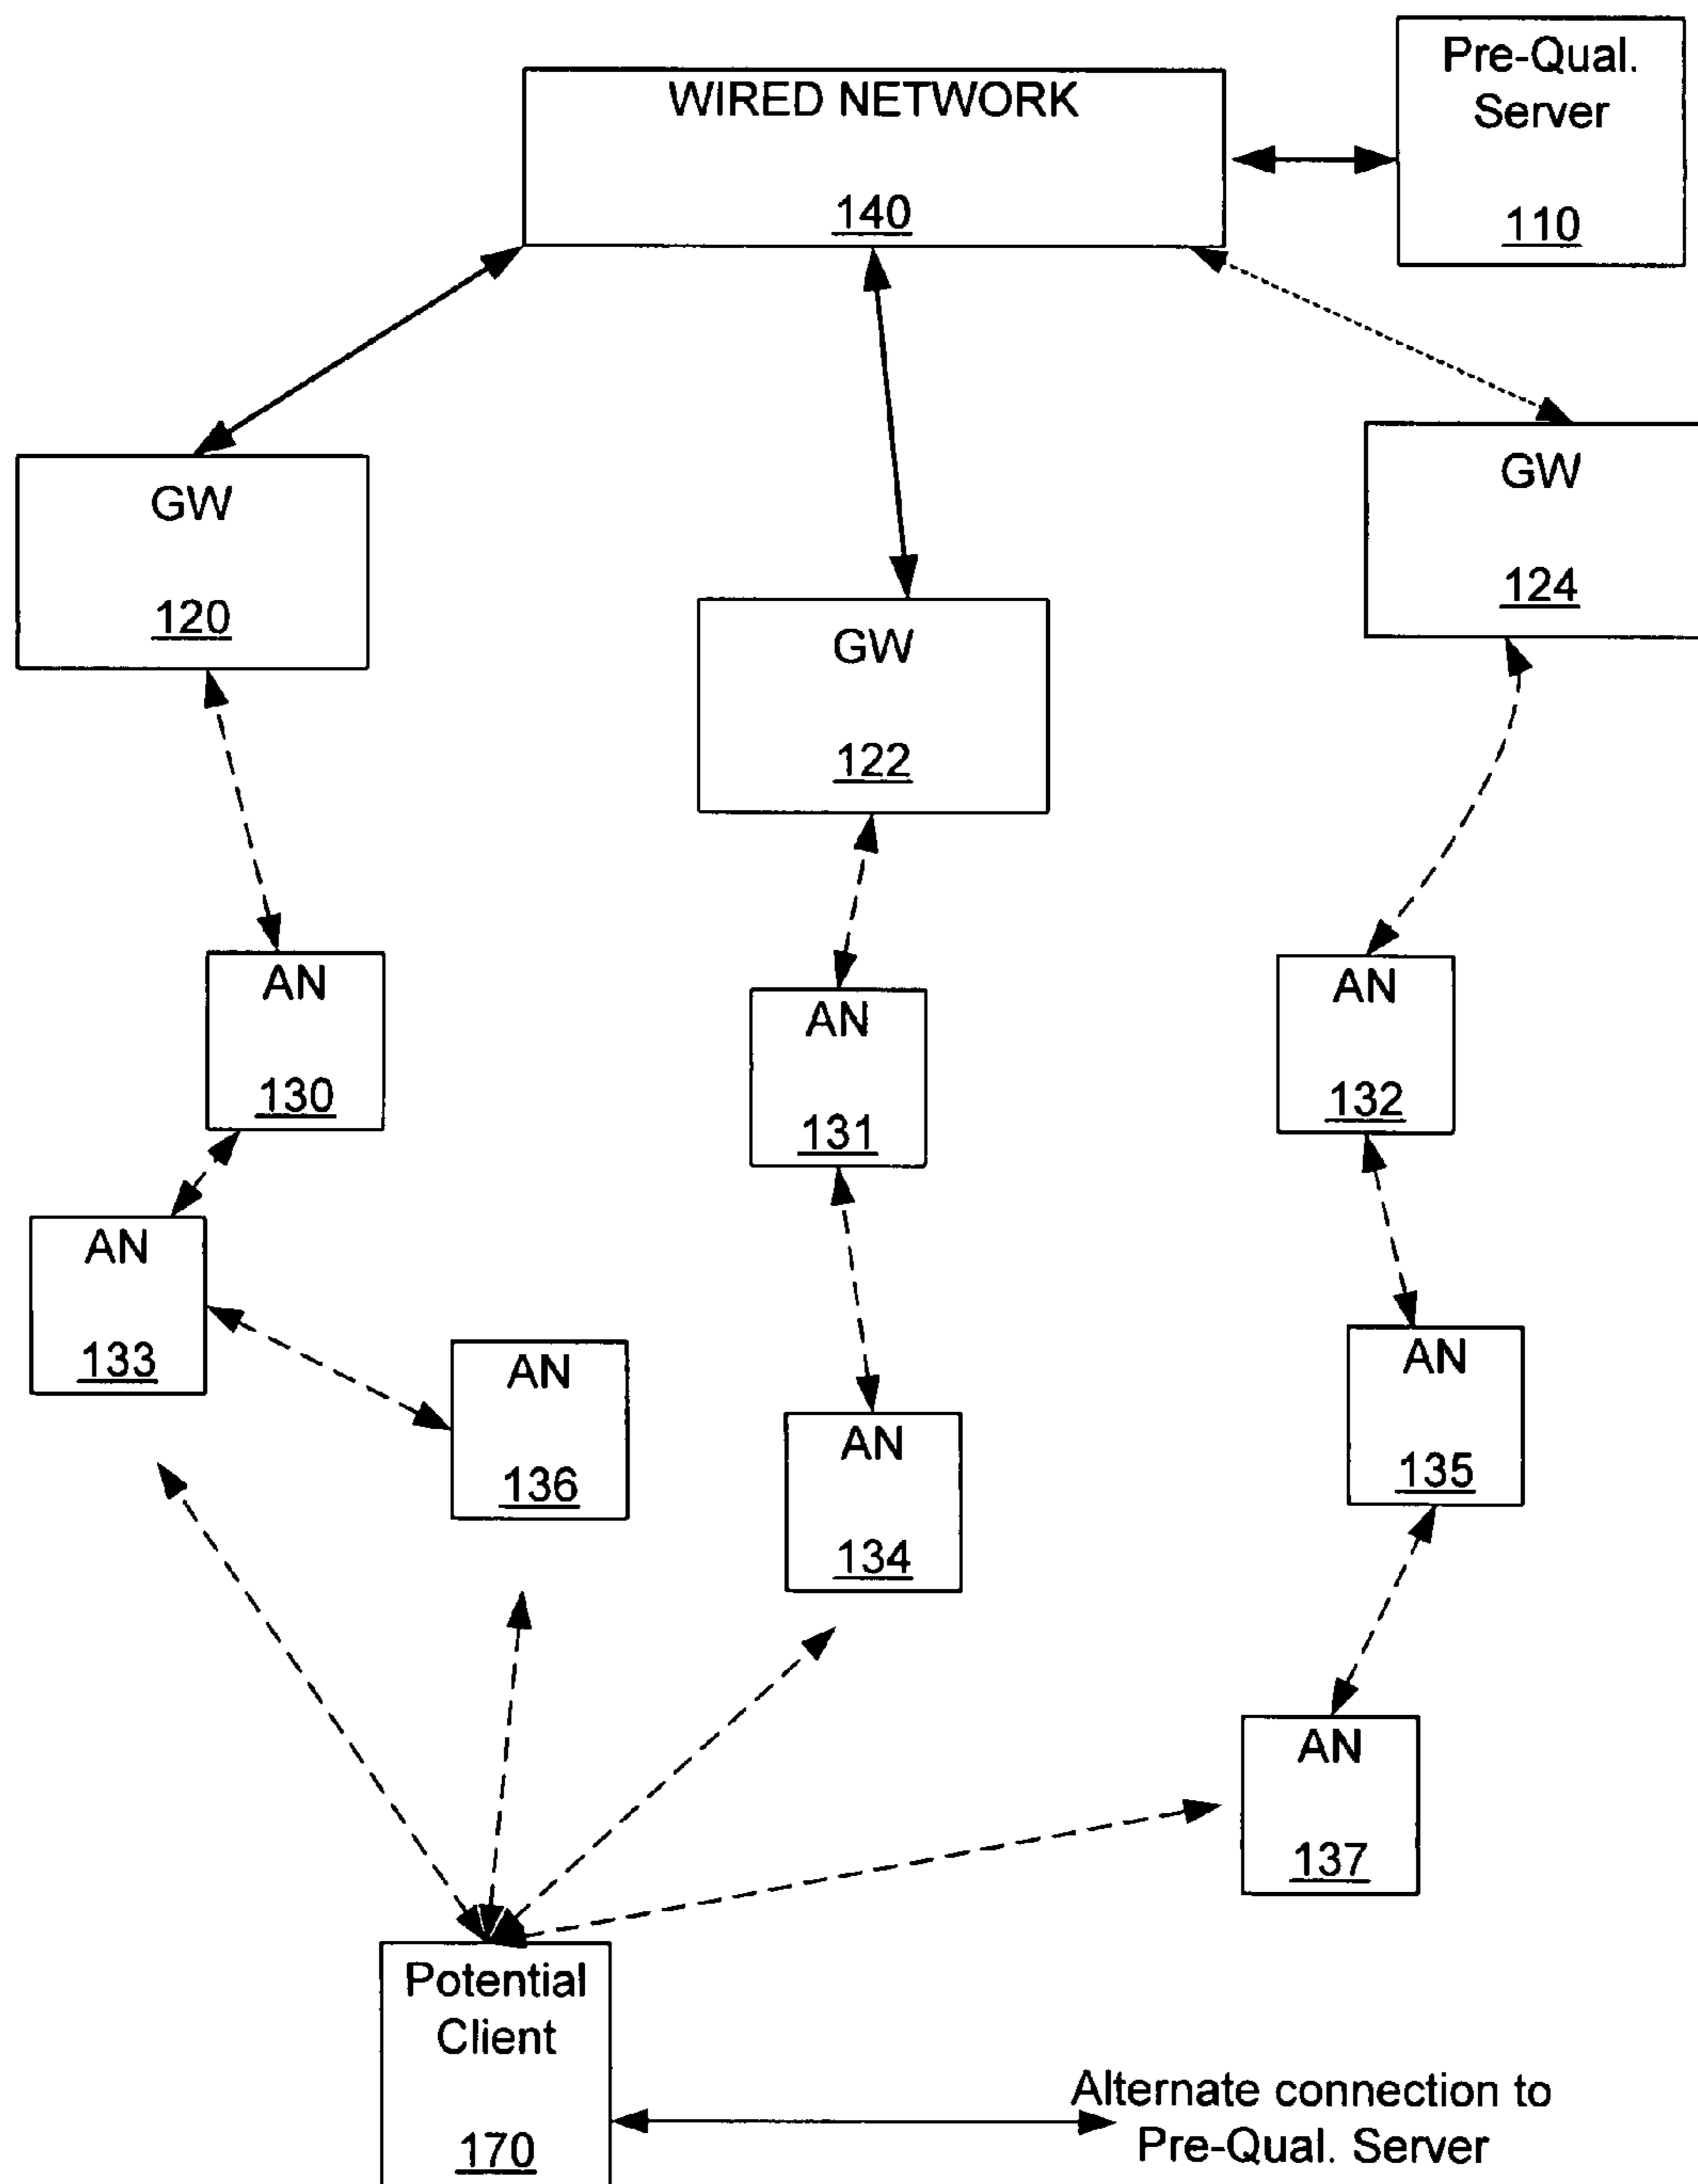 Pre-Qual.
Server
110
WIRED NETWORK
140
GW
120
GW
122
GW
124
AN
130
AN
131
AN
132
AN
133
AN
136
AN
134
AN
135
AN
137
Potential
Client
170
Alternate connection to
Pre-Qual. Server